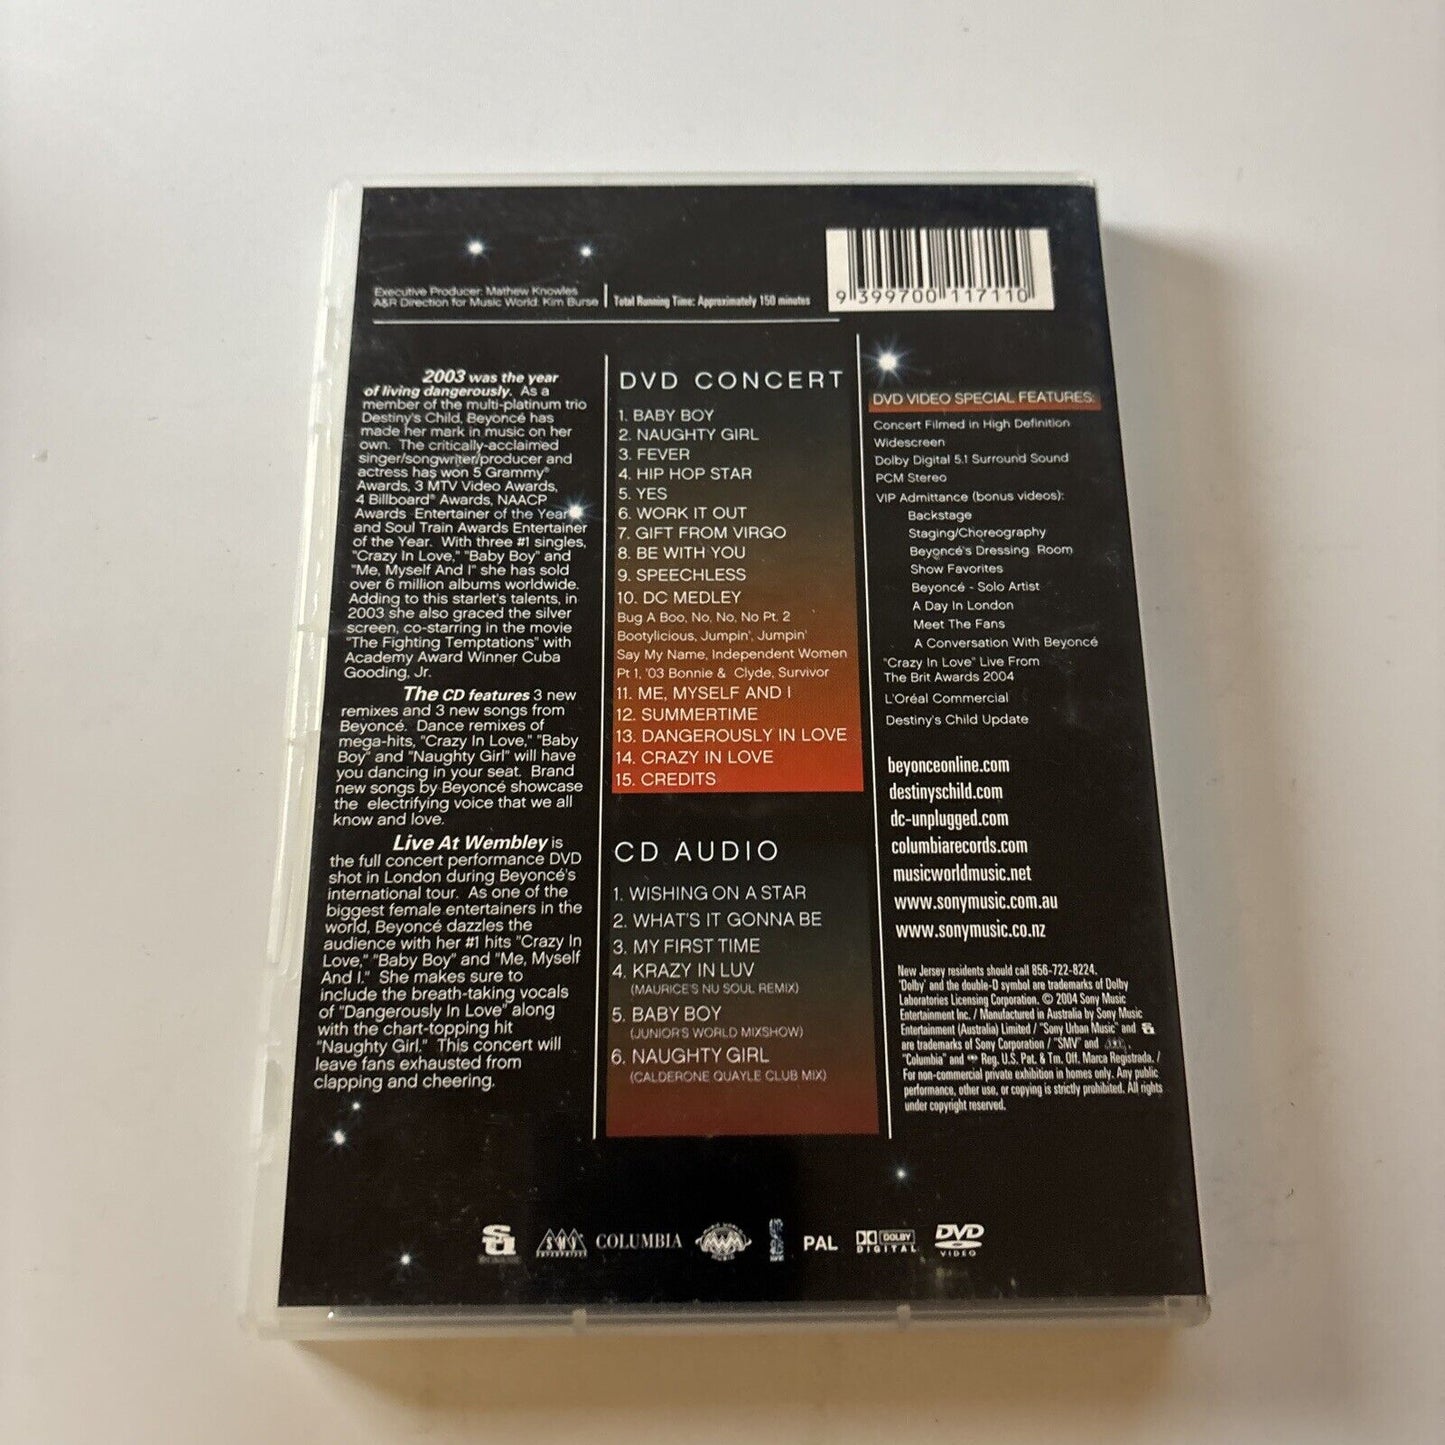 Executive Producer: Mathew Knowles
A&R Direction for Music World: Kim Burse
Total Running Time: Approximately 150 minutes
9 399700 117110
2003 was the year
of living dangerously. As a
member of the multi-platinum trio
Destiny's Child, Beyoncé has
made her mark in music on her
own. The critically-acclaimed
singer/songwriter/producer and
actress has won 5 Grammy®
Awards, 3 MTV Video Awards,
4 Billboard® Awards, NAACP
Awards Entertainer of the Year
and Soul Train Awards Entertainer
of the Year. With three #1 singles,
"Crazy In Love," "Baby Boy" and
"Me, Myself And I" she has sold
over 6 million albums worldwide.
Adding to this starlet's talents, in
2003 she also graced the silver
screen, co-starring in the movie
"The Fighting Temptations" with
Academy Award Winner Cuba
Gooding, Jr.
The CD features 3 new
remixes and 3 new songs from
Beyoncé. Dance remixes of
mega-hits, "Crazy In Love," "Baby
Boy" and "Naughty Girl" will have
you dancing in your seat. Brand
new songs by Beyoncé showcase
the electrifying voice that we all
know and love.
Live At Wembley is
the full concert performance DVD
shot in London during Beyoncé's
international tour. As one of the
biggest female entertainers in the
world, Beyoncé dazzles the
audience with her #1 hits "Crazy In
Love," "Baby Boy" and "Me, Myself
And I." She makes sure to
include the breath-taking vocals
of "Dangerously In Love" along
with the chart-topping hit
"Naughty Girl." This concert will
leave fans exhausted from
clapping and cheering.
DVD CONCERT
1. BABY BOY
2. NAUGHTY GIRL
3. FEVER
4. HIP HOP STAR
5. YES
6. WORK IT OUT
7. GIFT FROM VIRGO
8. BE WITH YOU
9. SPEECHLESS
10. DC MEDLEY
Bug A Boo, No, No, No Pt. 2
Bootylicious, Jumpin' Jumpin'
Say My Name, Independent Women
Pt 1, '03 Bonnie & Clyde, Survivor
11. ME, MYSELF AND I
12. SUMMERTIME
13. DANGEROUSLY IN LOVE
14. CRAZY IN LOVE
15. CREDITS
CD AUDIO
1. WISHING ON A STAR
2. WHAT'S IT GONNA BE
3. MY FIRST TIME
4. KRAZY IN LUV
(MAURICE'S NU SOUL REMIX)
5. BABY BOY
(JUNIOR'S WORLD MIXSHOW)
6. NAUGHTY GIRL
(CALDERONE QUAYLE CLUB MIX)
DVD VIDEO SPECIAL FEATURES:
Concert Filmed in High Definition
Widescreen
Dolby Digital 5.1 Surround Sound
PCM Stereo
VIP Admittance (bonus videos):
Backstage
Staging/Choreography
Beyoncé's Dressing Room
Show Favorites
Beyoncé - Solo Artist
A Day In London
Meet The Fans
A Conversation With Beyoncé
"Crazy In Love" Live From
The Brit Awards 2004
L'Oréal Commercial
Destiny's Child Update
beyonceonline.com
destinyschild.com
dc-unplugged.com
columbiarecords.com
musicworldmusic.net
www.sonymusic.com.au
www.sonymusic.co.nz
New Jersey residents should call 856-722-8224.
'Dolby' and the double-D symbol are trademarks of Dolby
Laboratories Licensing Corporation. © 2004 Sony Music
Entertainment Inc. / Manufactured in Australia by Sony Music
Entertainment (Australia) Limited / "Sony Urban Music" and
are trademarks of Sony Corporation / "SMV" and
"Columbia" and Reg. U.S. Pat. & Tm. Off. Marca Registrada. /
For non-commercial private exhibition in homes only. Any public
performance, other use, or copying is strictly prohibited. All rights
under copyright reserved.
su SMV ENTERPRISES COLUMBIA MUSIC WORLD MUSIC PAL DOLBY DIGITAL DVD VIDEO